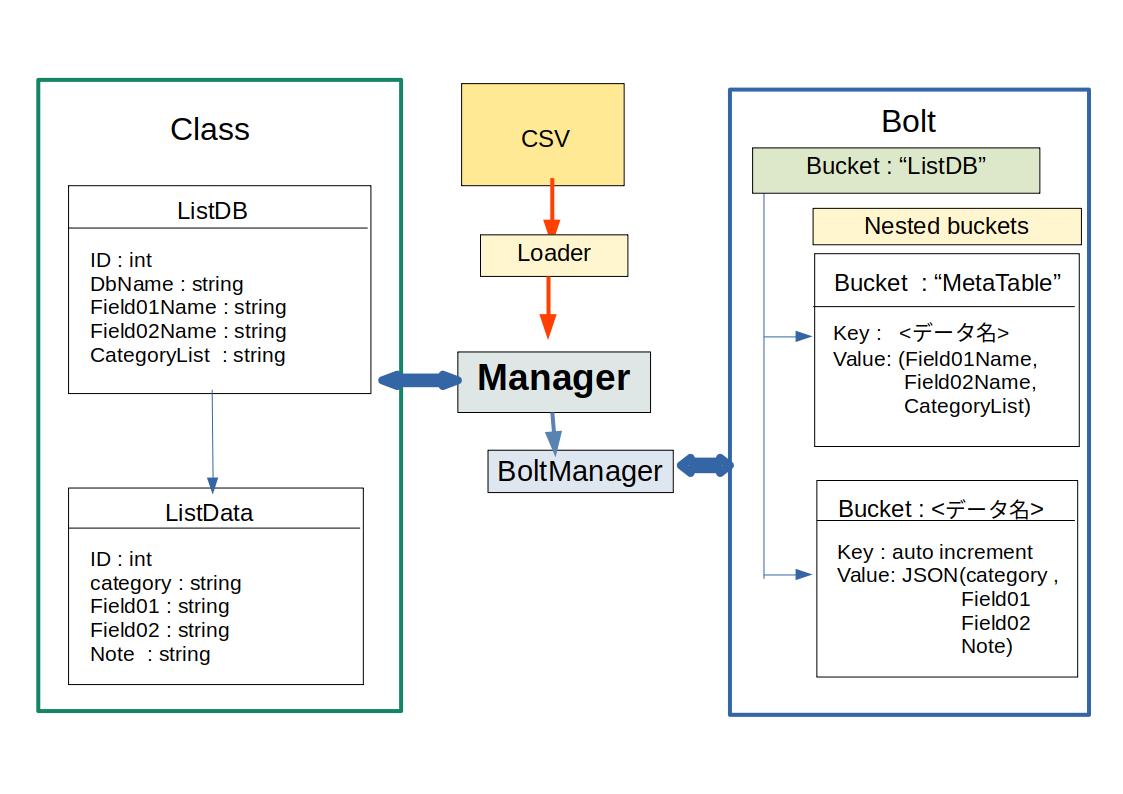 Class
ListDB
ID : int
DbName : string
Field01Name : string
Field02Name : string
CategoryList  : string
ListData
ID : int
category : string
Field01 : string
Field02 : string
Note  : string
CSV
Loader
Manager
BoltManager
Bolt
Bucket : “ListDB”
Nested buckets
Bucket  : “MetaTable”
Key :   <データ名>
Value: (Field01Name,
Field02Name,
CategoryList)
Bucket : <データ名>
Key : auto increment
Value: JSON(category ,
Field01
Field02
Note)